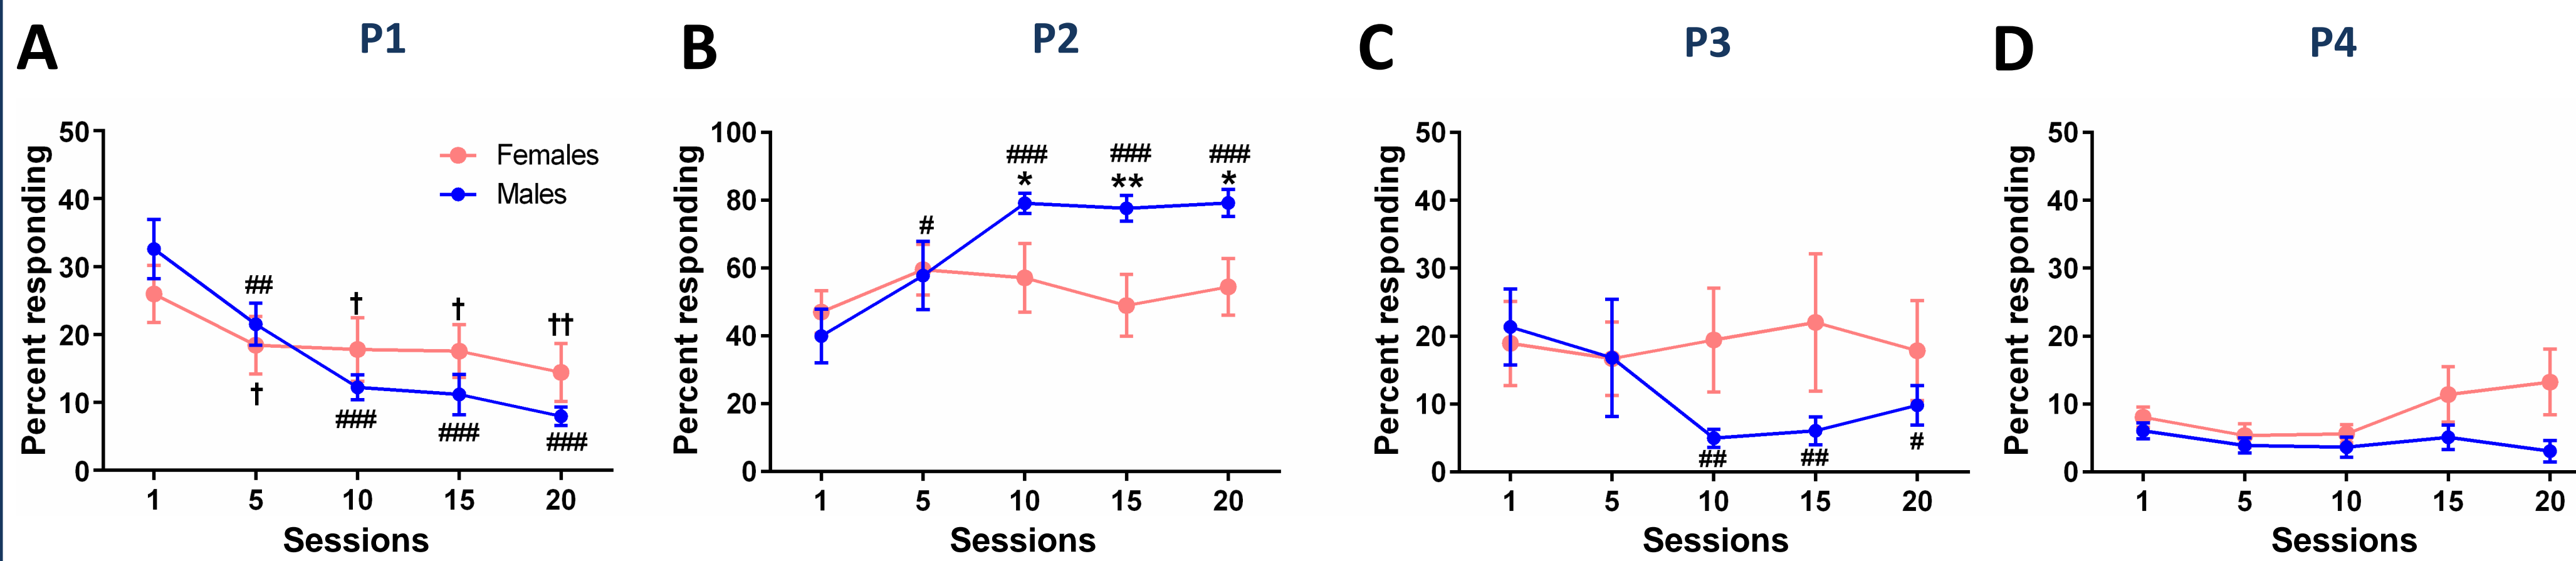 A P1
50
40
30
20
10
0
Percent responding
Females
Males
##
†
†
###
†
###
††
###
1 5 10 15 20
Sessions
B P2
100
80
60
40
20
0
Percent responding
#
###
*
###
**
###
*
1 5 10 15 20
Sessions
C P3
50
40
30
20
10
0
Percent responding
##
##
#
1 5 10 15 20
Sessions
D P4
50
40
30
20
10
0
Percent responding
1 5 10 15 20
Sessions